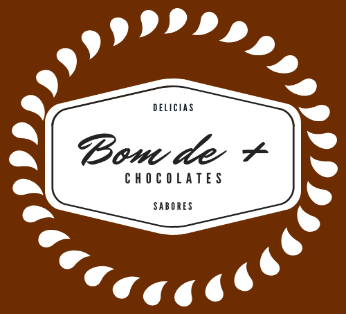 DELICIAS
Bom de +
CHOCOLATES
SABORES